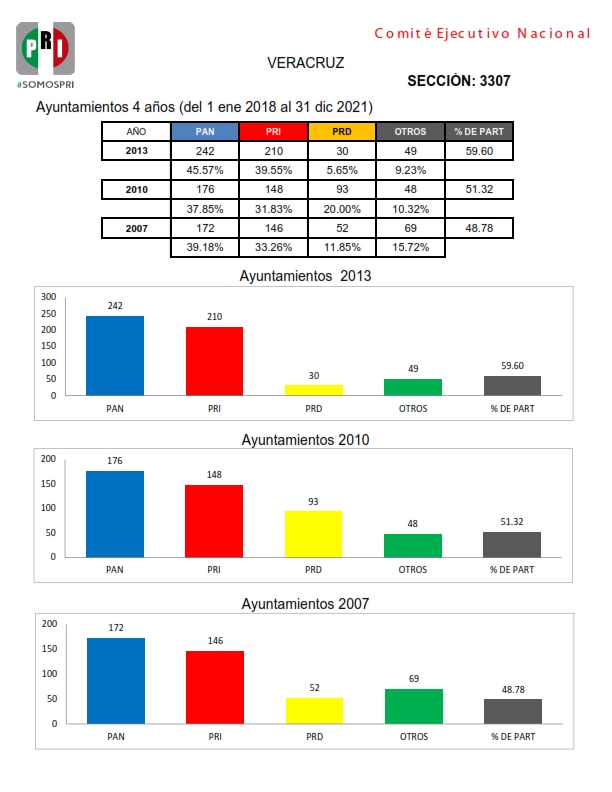 Comité Ejecutivo Nacional
PRI
#SOMOSPRI
VERACRUZ
SECCIÓN: 3307
Ayuntamientos 4 años (del 1 ene 2018 al 31 dic 2021)
AÑO PAN PRI PRD OTROS % DE PART
2013 242 210 30 49 59.60
45.57% 39.55% 5.65% 9.23%
2010 176 148 93 48 51.32
37.85% 31.83% 20.00% 10.32%
2007 172 146 52 69 48.78
39.18% 33.26% 11.85% 15.72%
Ayuntamientos 2013
300
250
200
150
100
50
0
242 210 30 49 59.60
PAN PRI PRD OTROS % DE PART
Ayuntamientos 2010
200
150
100
50
0
176 148 93 48 51.32
PAN PRI PRD OTROS % DE PART
Ayuntamientos 2007
200
150
100
50
0
172 146 52 69 48.78
PAN PRI PRD OTROS % DE PART